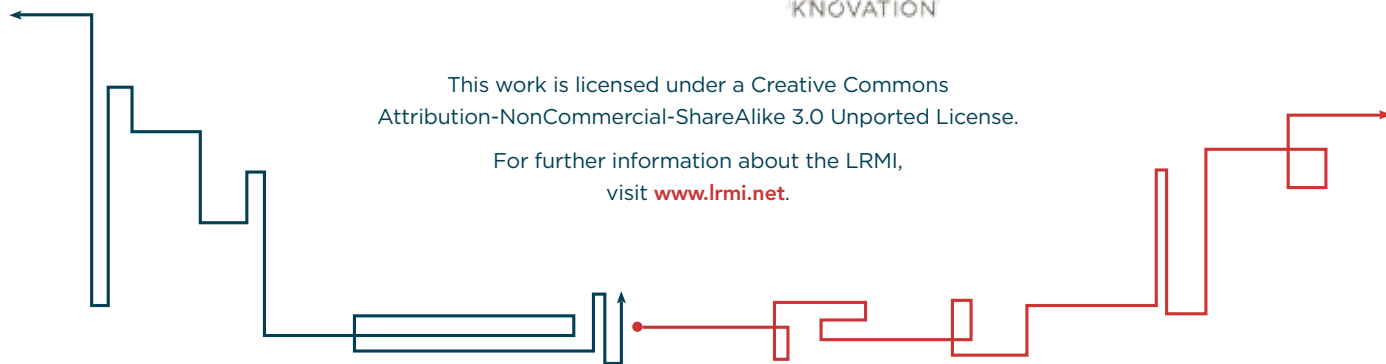 KNOVATION
This work is licensed under a Creative Commons
Attribution-NonCommercial-ShareAlike 3.0 Unported License.
For further information about the LRMI,
visit www.lrmi.net.